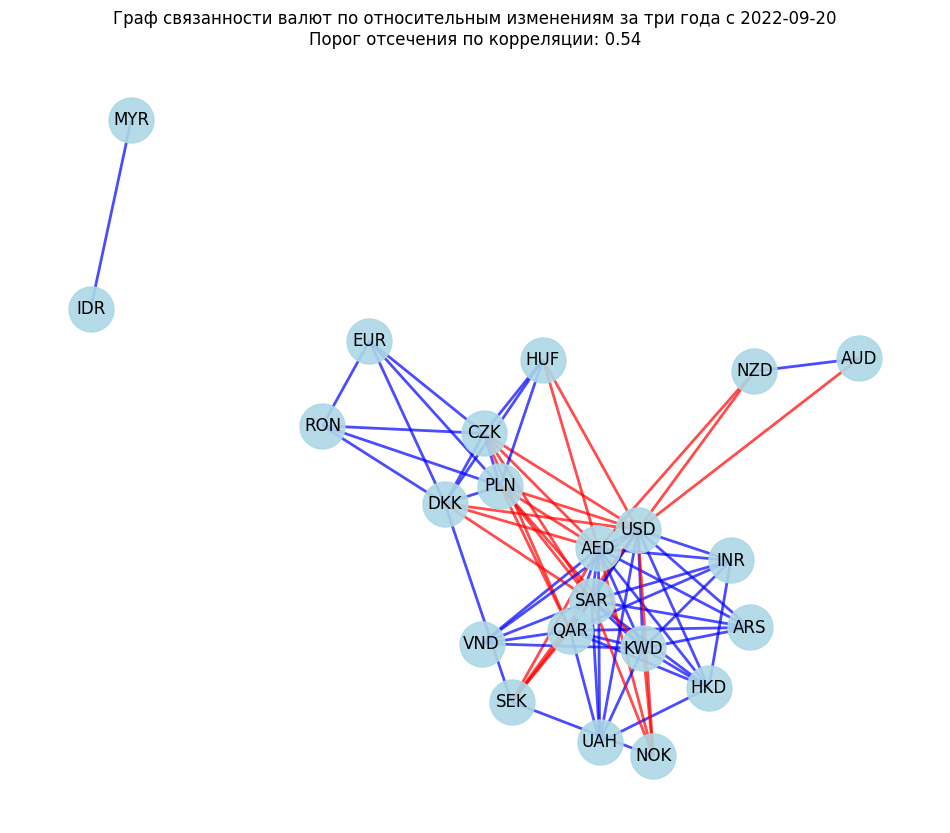 Граф связанности валют по относительным изменениям за три года с 2022-09-20
Порог отсечения по корреляции: 0.54
MYR
IDR
EUR
HUF
AUD
NZD
RON
CZK
PLN
DKK
USD
AED
INR
SAR
ARS
QAR
VND
KWD
HKD
SEK
UAH
NOK